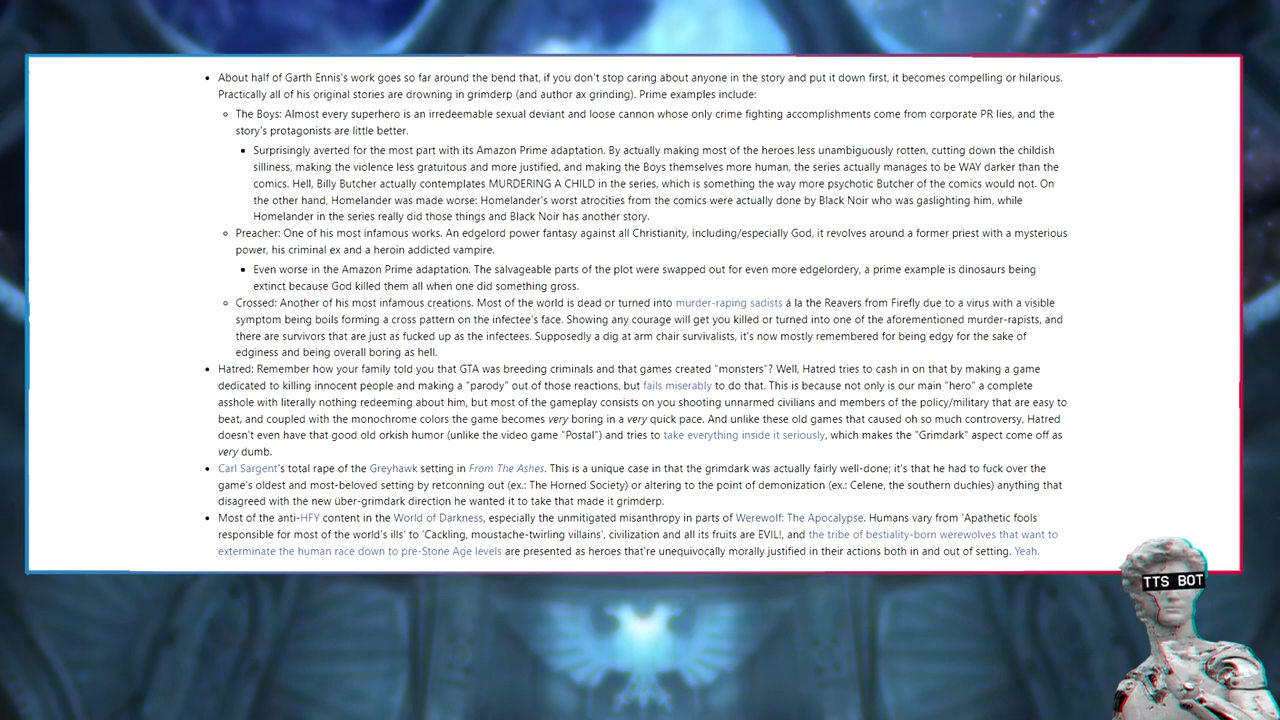 • About half of Garth Ennis's work goes so far around the bend that, if you don't stop caring about anyone in the story and put it down first, it becomes compelling or hilarious.
Practically all of his original stories are drowning in grimderp (and author ax grinding). Prime examples include:
◦ The Boys: Almost every superhero is an irredeemable sexual deviant and loose cannon whose only crime fighting accomplishments come from corporate PR lies, and the
story's protagonists are little better.
▪ Surprisingly averted for the most part with its Amazon Prime adaptation. By actually making most of the heroes less unambiguously rotten, cutting down the childish
silliness, making the violence less gratuitous and more justified, and making the Boys themselves more human, the series actually manages to be WAY darker than the
comics. Hell, Billy Butcher actually contemplates MURDERING A CHILD in the series, which is something the way more psychotic Butcher of the comics would not. On
the other hand, Homelander was made worse: Homelander's worst atrocities from the comics were actually done by Black Noir who was gaslighting him, while
Homelander in the series really did those things and Black Noir has another story.
◦ Preacher: One of his most infamous works. An edgelord power fantasy against all Christianity, including/especially God, it revolves around a former priest with a mysterious
power, his criminal ex and a heroin addicted vampire.
▪ Even worse in the Amazon Prime adaptation. The salvageable parts of the plot were swapped out for even more edgelordery, a prime example is dinosaurs being
extinct because God killed them all when one did something gross.
◦ Crossed: Another of his most infamous creations. Most of the world is dead or turned into murder-raping sadists á la the Reavers from Firefly due to a virus with a visible
symptom being boils forming a cross pattern on the infectee's face. Showing any courage will get you killed or turned into one of the aforementioned murder-rapists, and
there are survivors that are just as fucked up as the infectees. Supposedly a dig at arm chair survivalists, it's now mostly remembered for being edgy for the sake of
edginess and being overall boring as hell.
• Hatred: Remember how your family told you that GTA was breeding criminals and that games created "monsters"? Well, Hatred tries to cash in on that by making a game
dedicated to killing innocent people and making a "parody" out of those reactions, but fails miserably to do that. This is because not only is our main "hero" a complete
asshole with literally nothing redeeming about him, but most of the gameplay consists on you shooting unnarmed civilians and members of the policy/military that are easy to
beat, and coupled with the monochrome colors the game becomes very boring in a very quick pace. And unlike these old games that caused oh so much controversy, Hatred
doesn't even have that good old orkish humor (unlike the video game "Postal") and tries to take everything inside it seriously, which makes the "Grimdark" aspect come off as
very dumb.
• Carl Sargent's total rape of the Greyhawk setting in From The Ashes. This is a unique case in that the grimdark was actually fairly well-done; it's that he had to fuck over the
game's oldest and most-beloved setting by retconning out (ex.: The Horned Society) or altering to the point of demonization (ex.: Celene, the southern duchies) anything that
disagreed with the new über-grimdark direction he wanted it to take that made it grimderp.
• Most of the anti-HFY content in the World of Darkness, especially the unmitigated misanthropy in parts of Werewolf: The Apocalypse. Humans vary from 'Apathetic fools
responsible for most of the world's ills' to 'Cackling, moustache-twirling villains', civilization and all its fruits are EVIL!, and the tribe of bestiality-born werewolves that want to
exterminate the human race down to pre-Stone Age levels are presented as heroes that're unequivocally morally justified in their actions both in and out of setting. Yeah.
TTS BOT